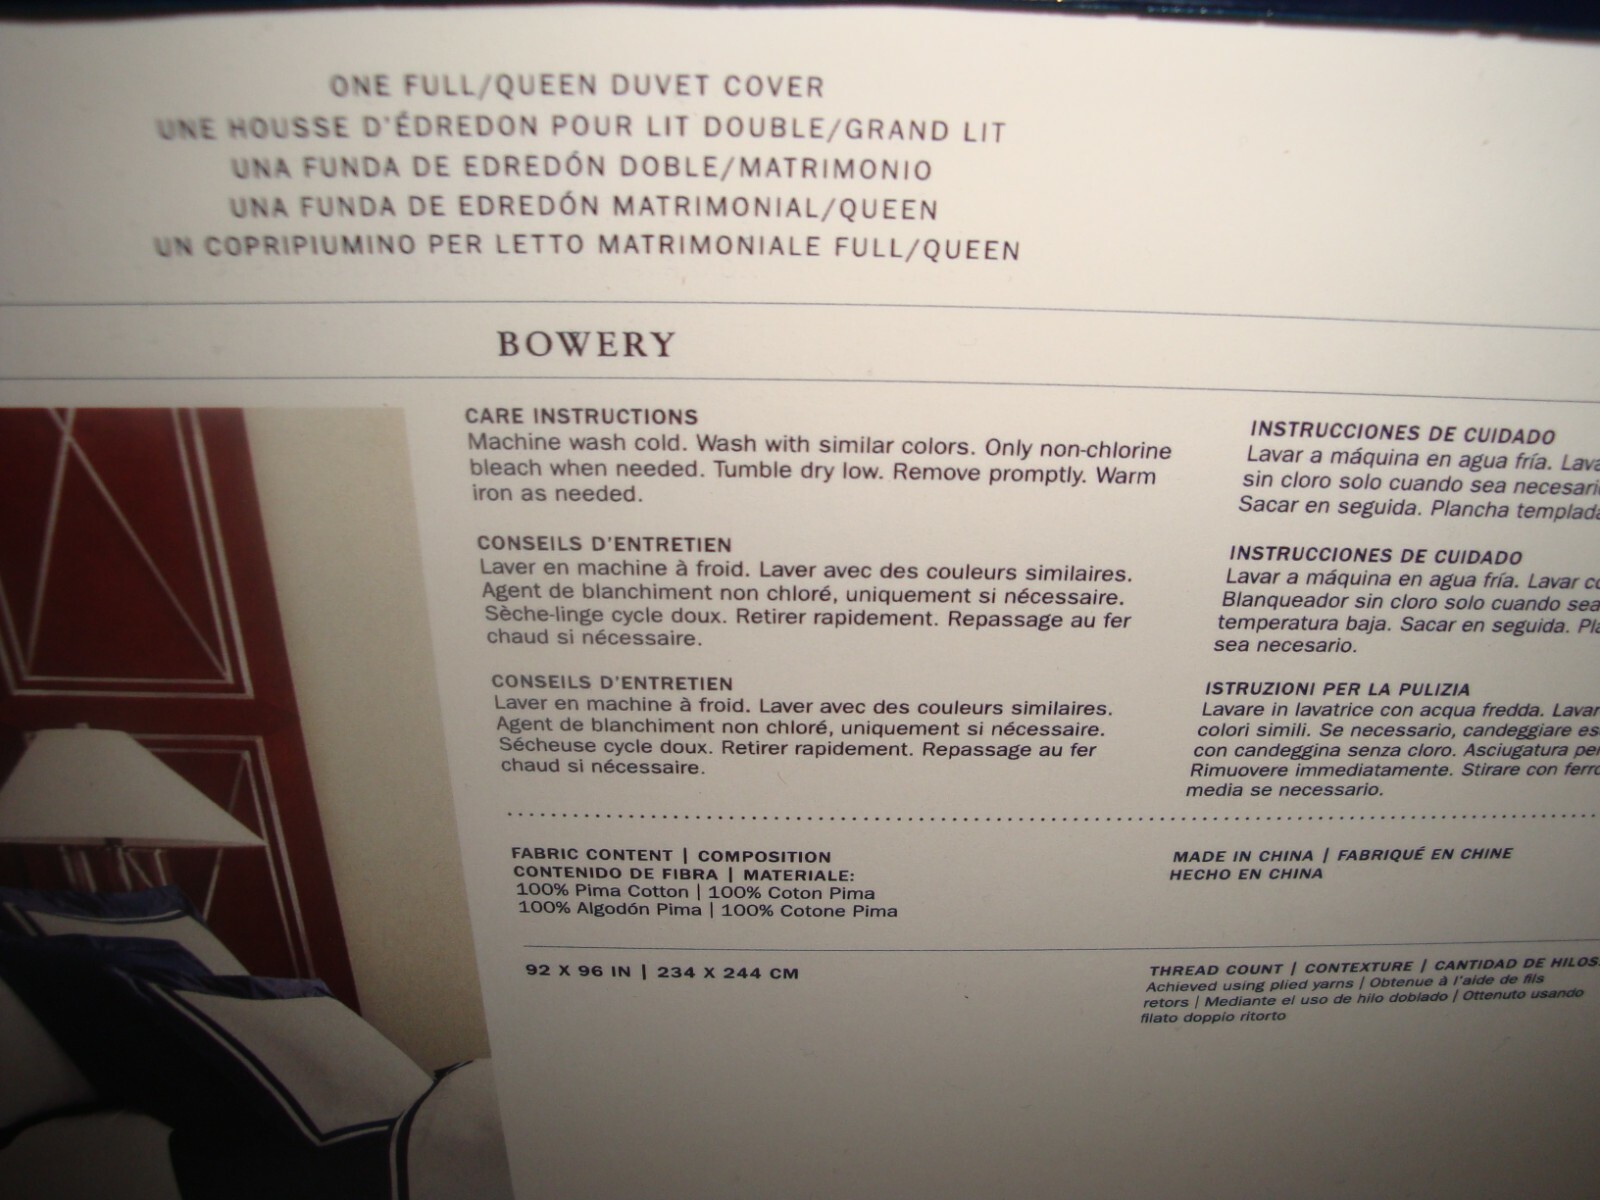 ONE FULL/QUEEN DUVET COVER
UNE HOUSSE D'ÉDREDON POUR LIT DOUBLE/GRAND LIT
UNA FUNDA DE EDREDÓN DOBLE/MATRIMONIO
UNA FUNDA DE EDREDÓN MATRIMONIAL/QUEEN
UN COPRIPIUMINO PER LETTO MATRIMONIALE FULL/QUEEN
BOWERY
CARE INSTRUCTIONS
Machine wash cold. Wash with similar colors. Only non-chlorine
bleach when needed. Tumble dry low. Remove promptly. Warm
iron as needed.
CONSEILS D'ENTRETIEN
Laver en machine à froid. Laver avec des couleurs similaires.
Agent de blanchiment non chloré, uniquement si nécessaire.
Sèche-linge cycle doux. Retirer rapidement. Repassage au fer
chaud si nécessaire.
CONSEILS D'ENTRETIEN
Laver en machine à froid. Laver avec des couleurs similaires.
Agent de blanchiment non chloré, uniquement si nécessaire.
Sécheuse cycle doux. Retirer rapidement. Repassage au fer
chaud si nécessaire.
INSTRUCCIONES DE CUIDADO
Lavar a máquina en agua fría.
sin cloro solo cuando sea
Sacar en seguida. Plancha
INSTRUCCIONES DE CUIDADO
Lavar a máquina en agua fría. Lavar
Blanqueador sin cloro solo cuando sea
temperatura baja. Sacar en seguida.
sea necesario.
ISTRUZIONI PER LA PULIZIA
Lavare in lavatrice con acqua fredda.
colori simili. Se necessario, candeggiare
con candeggina senza cloro. Asciugatura
Rimuovere immediatamente. Stirare con
media se necessario.
FABRIC CONTENT | COMPOSITION
CONTENIDO DE FIBRA | MATERIALE:
100% Pima Cotton | 100% Coton Pima
100% Algodón Pima | 100% Cotone Pima
MADE IN CHINA | FABRIQUÉ EN CHINE
HECHO EN CHINA
92 X 96 IN | 234 X 244 CM
THREAD COUNT | CONTEXTURE | CANTIDAD DE HILOS
Achieved using plied yarns | Obtenue à l'aide de fils
retors | Mediante el uso de hilo doblado | Ottenuto usando
filato doppio ritorto